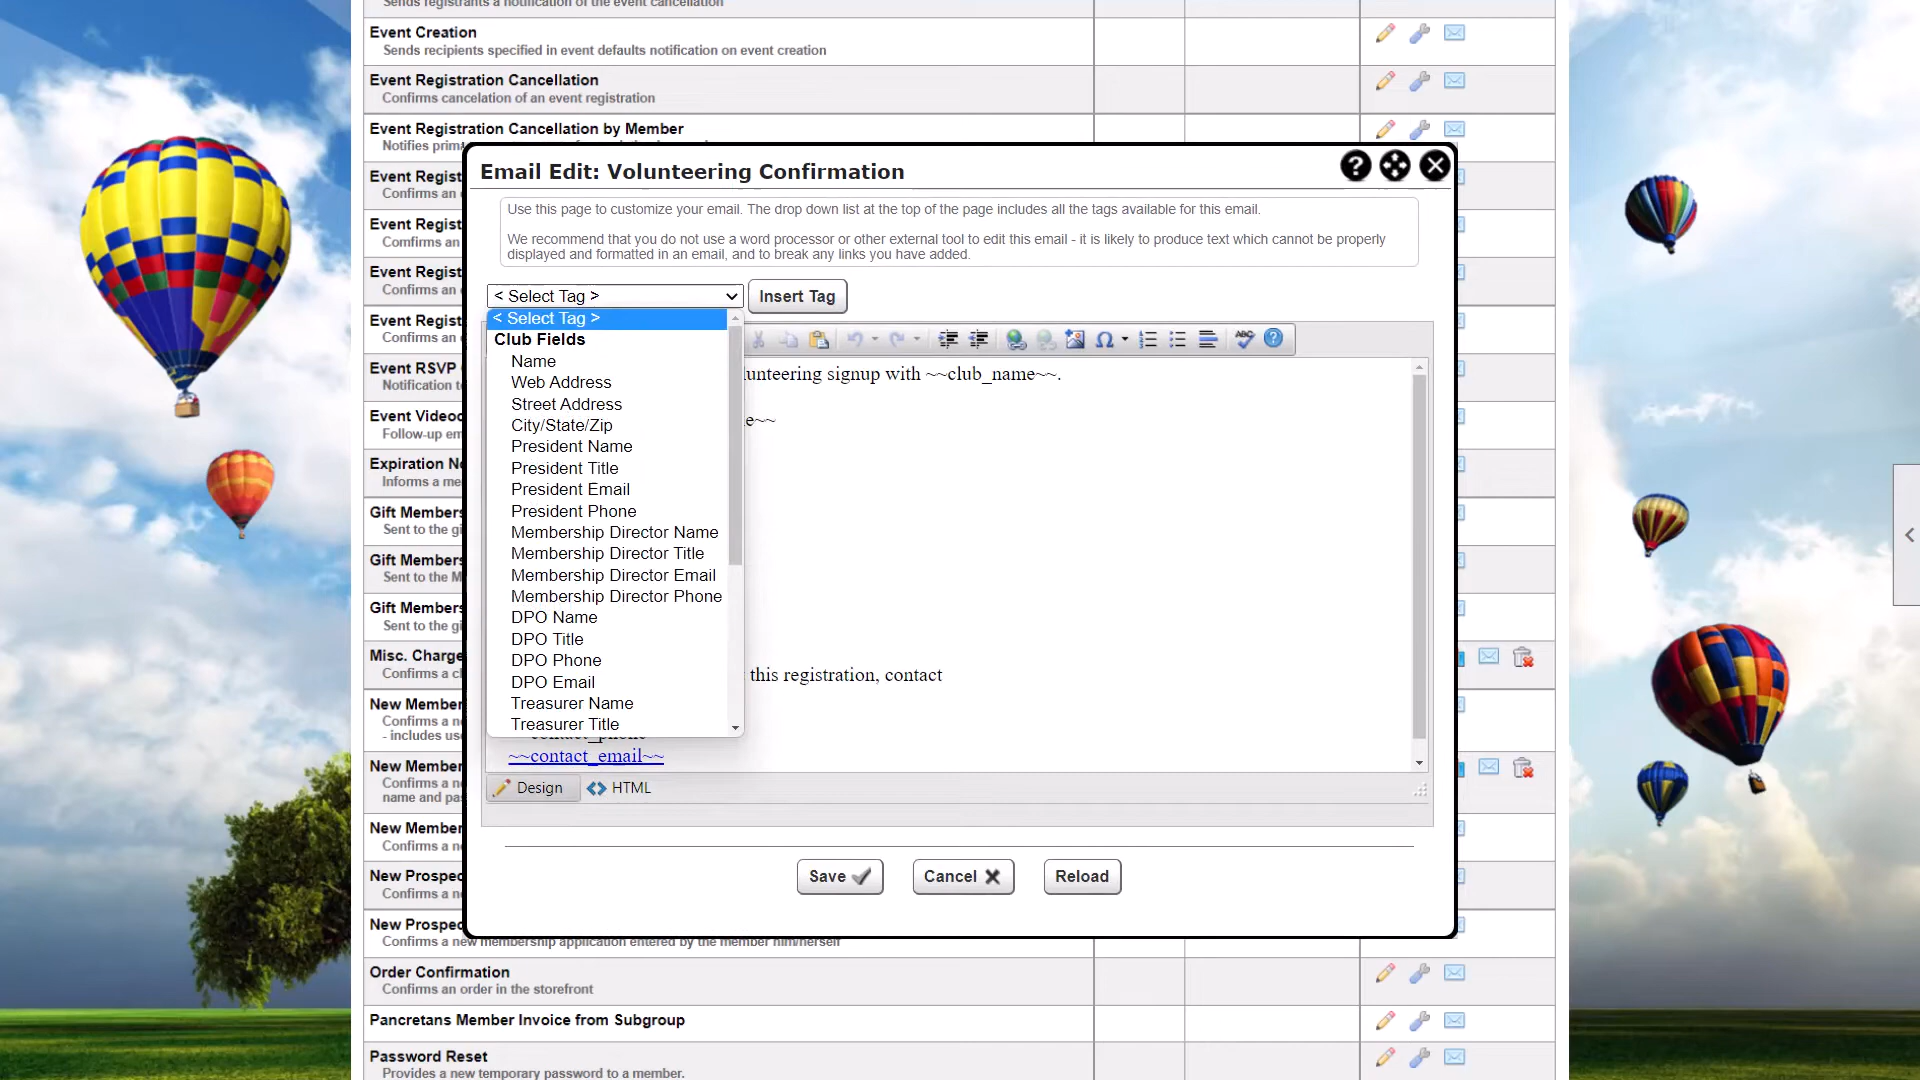 Sends registrants a notification of the event cancellation
Event Creation
Sends recipients specified in event defaults notification on event creation
Event Registration Cancellation
Confirms cancelation of an event registration
Event Registration Cancellation by Member
Notifies prim
Event Regist
Confirms an
Event Regist
Comfirms an
Event Regist
Confirms an
Event Regist
Confirms an
Event RSVP
Notification t
Event Videoc
Follow-up em
Expiration No
Informs a me
Gift Members
Sent to the gi
Gift Members
Sent to the M
Gift Members
Sent to the gi
Misc. Charge
Confirms a cl
New Member
Confirms a n
- includes us
New Member
Confirms a n
name and pa
New Member
Confirms a n
New Prospec
Confirms a n
New Prospec
Confirms a new membership application entered by the member him/herself
Order Confirmation
Confirms an order in the storefront
Pancretans Member Invoice from Subgroup
Password Reset
Provides a new temporary password to a member.
Email Edit: Volunteering Confirmation
Use this page to customize your email. The drop down list at the top of the page includes all the tags available for this email.
We recommend that you do not use a word processor or other external tool to edit this email - it is likely to produce text which cannot be properly
displayed and formatted in an email, and to break any links you have added.
< Select Tag >
Insert Tag
< Select Tag >
Club Fields
Name
Web Address
Street Address
City/State/Zip
President Name
President Title
President Email
President Phone
Membership Director Name
Membership Director Title
Membership Director Email
Membership Director Phone
DPO Name
DPO Title
DPO Phone
DPO Email
Treasurer Name
Treasurer Title
ABC
lunteering signup with ~~club_name~~.
e~~
this registration, contact
contact_phone
~~contact_email~~
Design
HTML
Save
Cancel
Reload